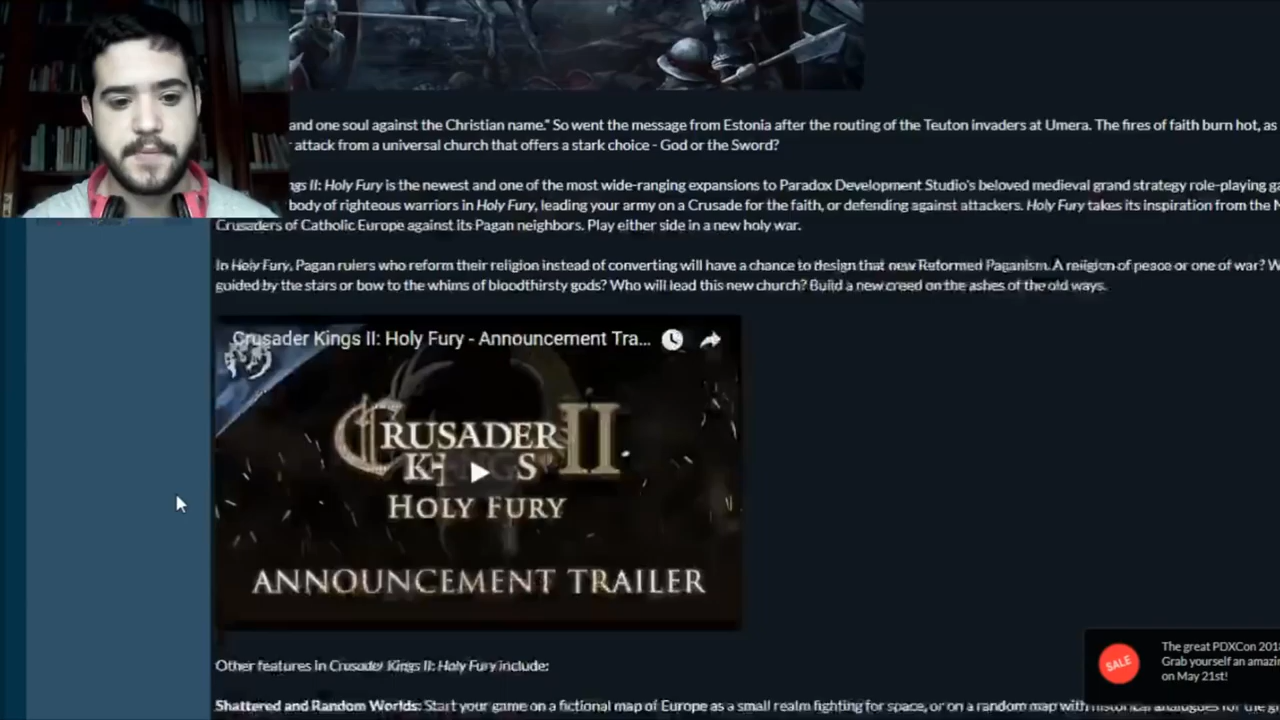 and one soul against the Christian name." So went the message from Estonia after the routing of the Teuton invaders at Umera. The fires of faith burn hot, as
attack from a universal church that offers a stark choice - God or the Sword?
ngs II: Holy Fury is the newest and one of the most wide-ranging expansions to Paradox Development Studio's beloved medieval grand strategy role-playing ga
body of righteous warriors in Holy Fury, leading your army on a Crusade for the faith, or defending against attackers. Holy Fury takes its inspiration from the N
Crusaders of Catholic Europe against its Pagan neighbors. Play either side in a new holy war.
In Holy Fury, Pagan rulers who reform their religion instead of converting will have a chance to design that new Reformed Paganism. A religion of peace or one of war? W
guided by the stars or bow to the whims of bloodthirsty gods? Who will lead this new church? Build a new creed on the ashes of the old ways.
Crusader Kings II: Holy Fury - Announcement Tra...
CRUSADER II
KINGS
HOLY FURY
ANNOUNCEMENT TRAILER
Other features in Crusader Kings II: Holy Fury include:
SALE
The great PDXCon 201
Grab yourself an amazin
on May 21st!
Shattered and Random Worlds: Start your game on a fictional map of Europe as a small realm fighting for space, or on a random map with historical analogues for the